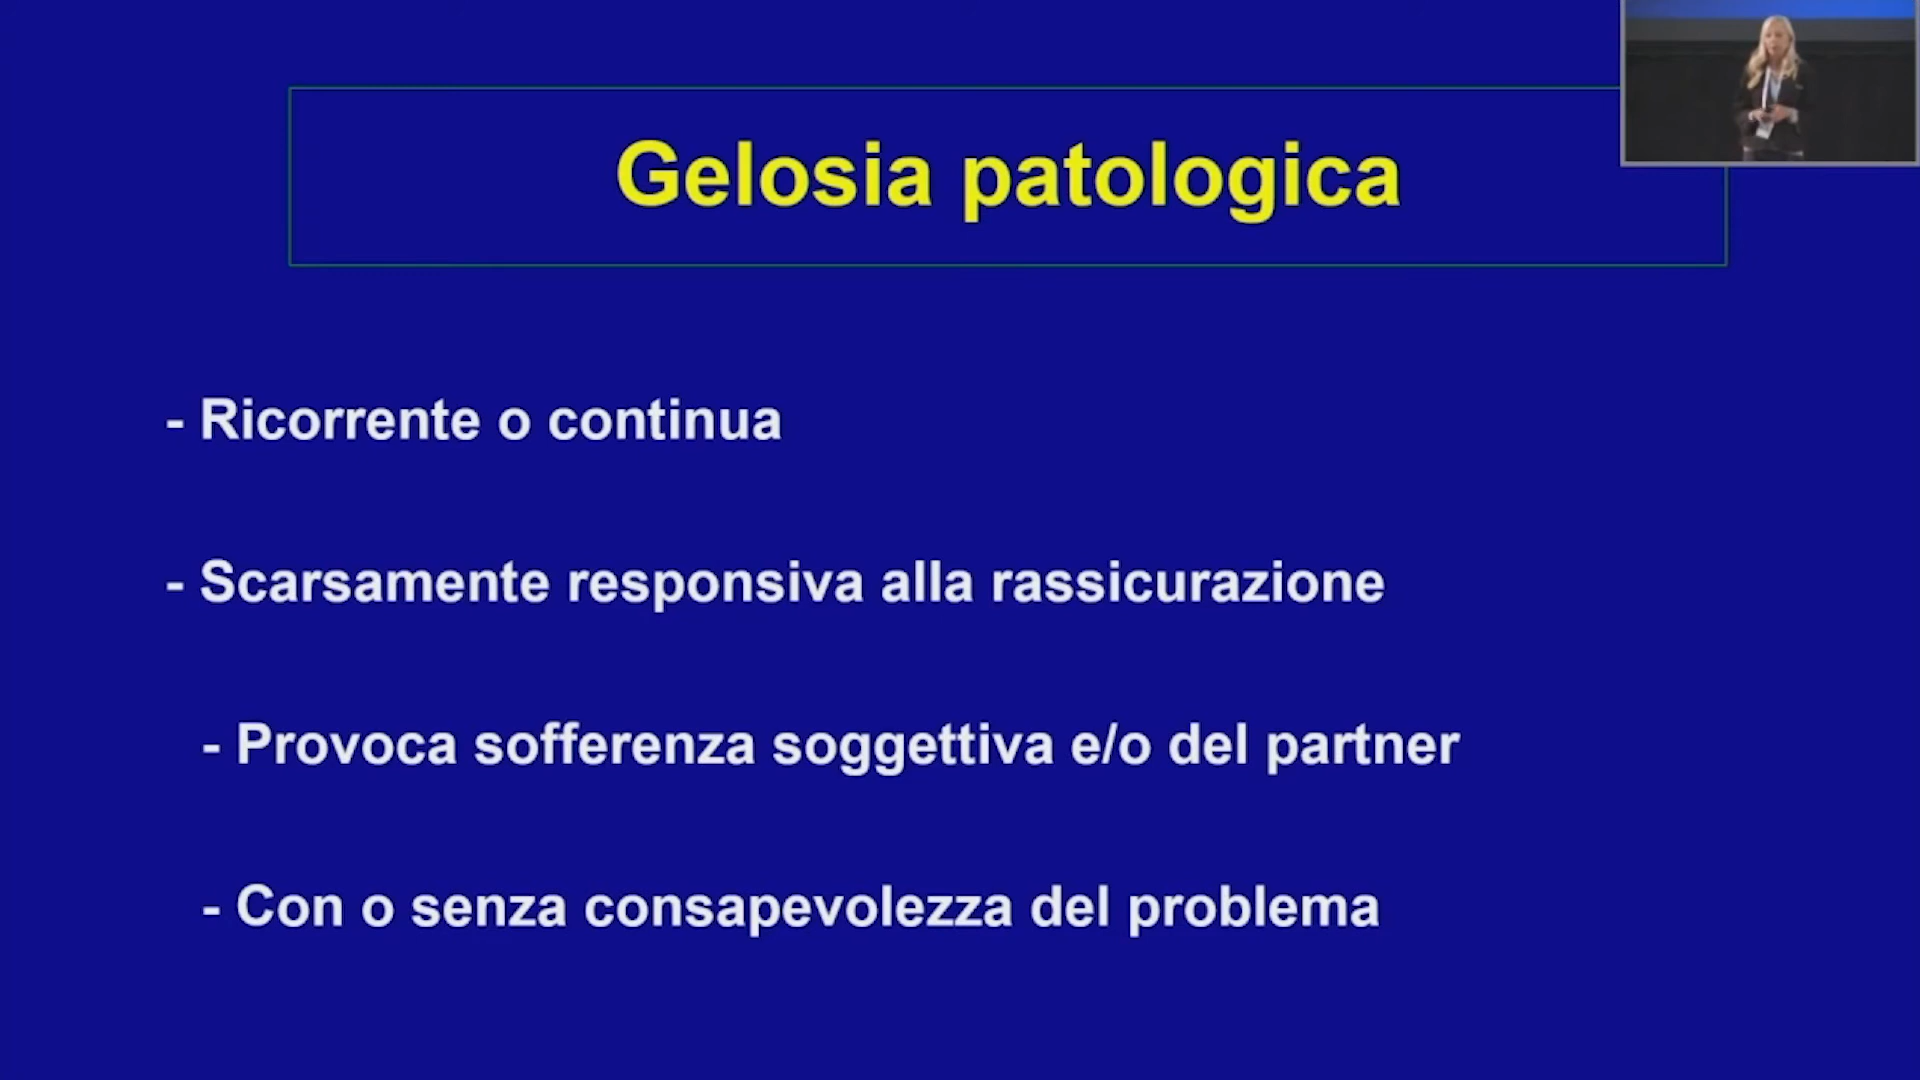 Gelosia patologica
- Ricorrente o continua
- Scarsamente responsiva alla rassicurazione
- Provoca sofferenza soggettiva e/o del partner
- Con o senza consapevolezza del problema